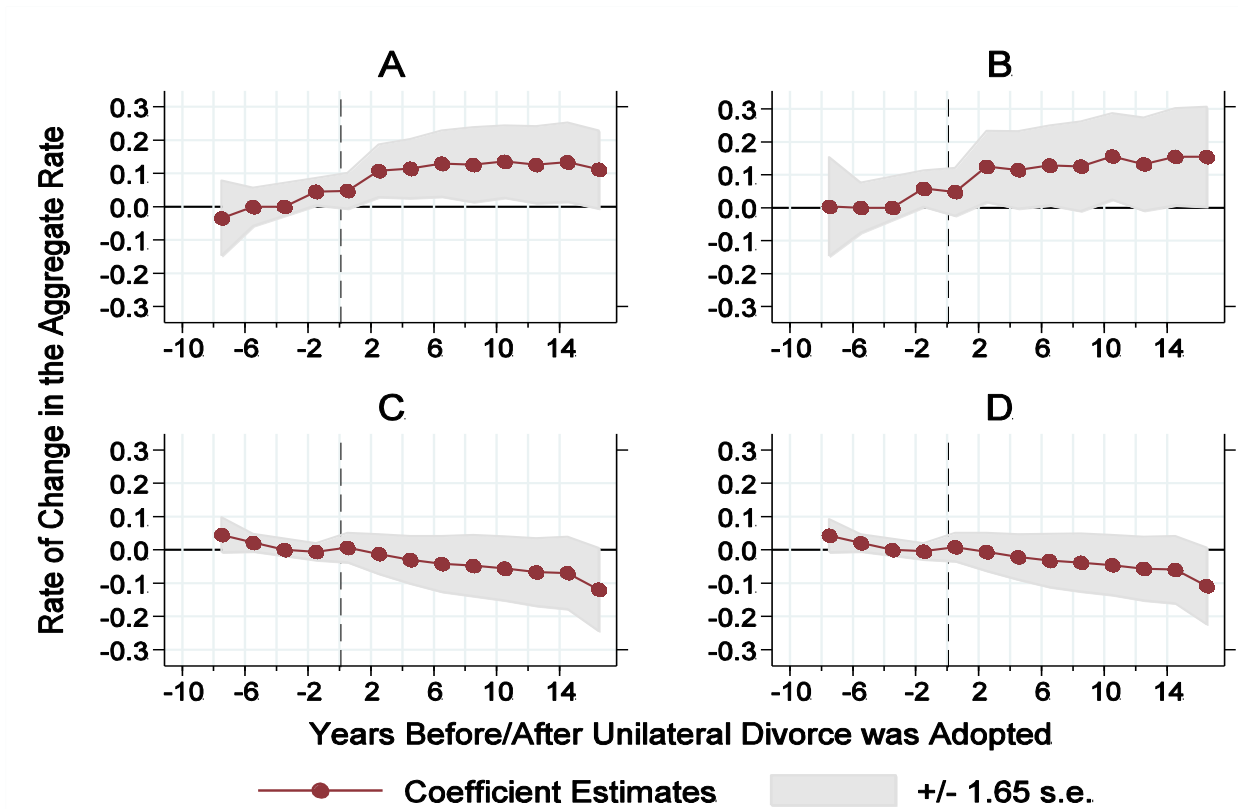 A
B
Rate of Change in the Aggregate Rate
0.3
0.2
0.1
0.0
-0.1
-0.2
-0.3
-10 -6 -2 2 6 10 14
0.3
0.2
0.1
0.0
-0.1
-0.2
-0.3
-10 -6 -2 2 6 10 14
C
D
0.3
0.2
0.1
0.0
-0.1
-0.2
-0.3
-10 -6 -2 2 6 10 14
0.3
0.2
0.1
0.0
-0.1
-0.2
-0.3
-10 -6 -2 2 6 10 14
Years Before/After Unilateral Divorce was Adopted
Coefficient Estimates +/- 1.65 s.e.